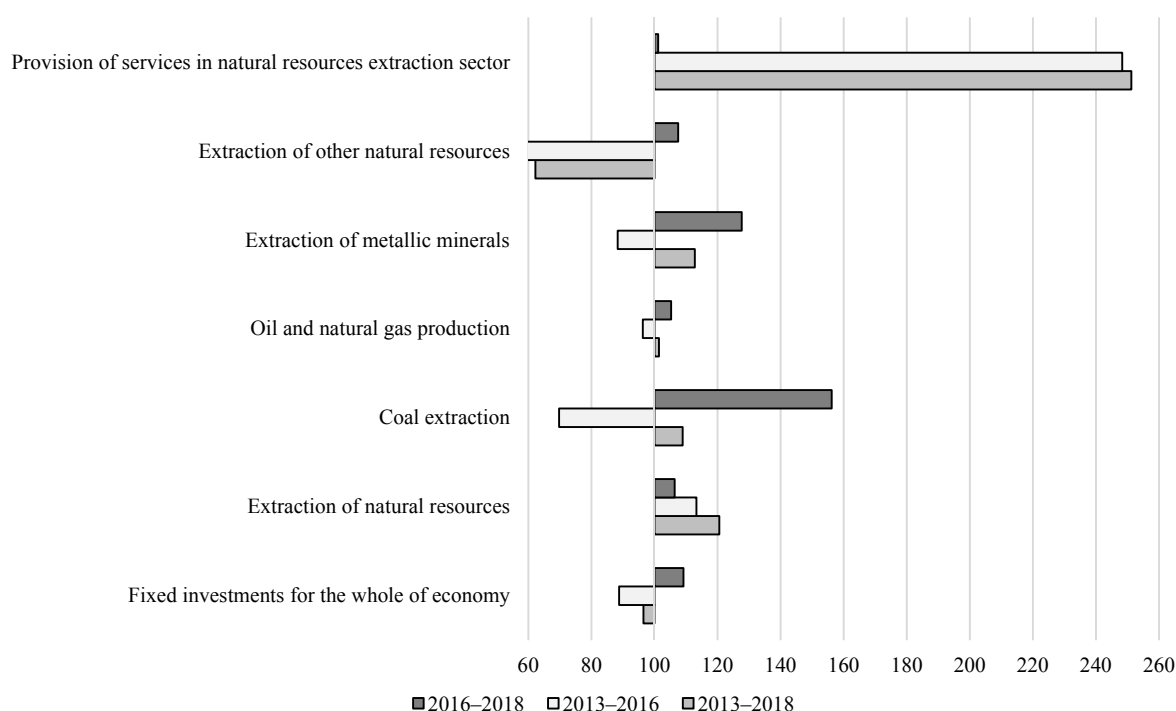 Provision of services in natural resources extraction sector
Extraction of other natural resources
Extraction of metallic minerals
Oil and natural gas production
Coal extraction
Extraction of natural resources
Fixed investments for the whole of economy
60 80 100 120 140 160 180 200 220 240 260
2016–2018 2013–2016 2013–2018